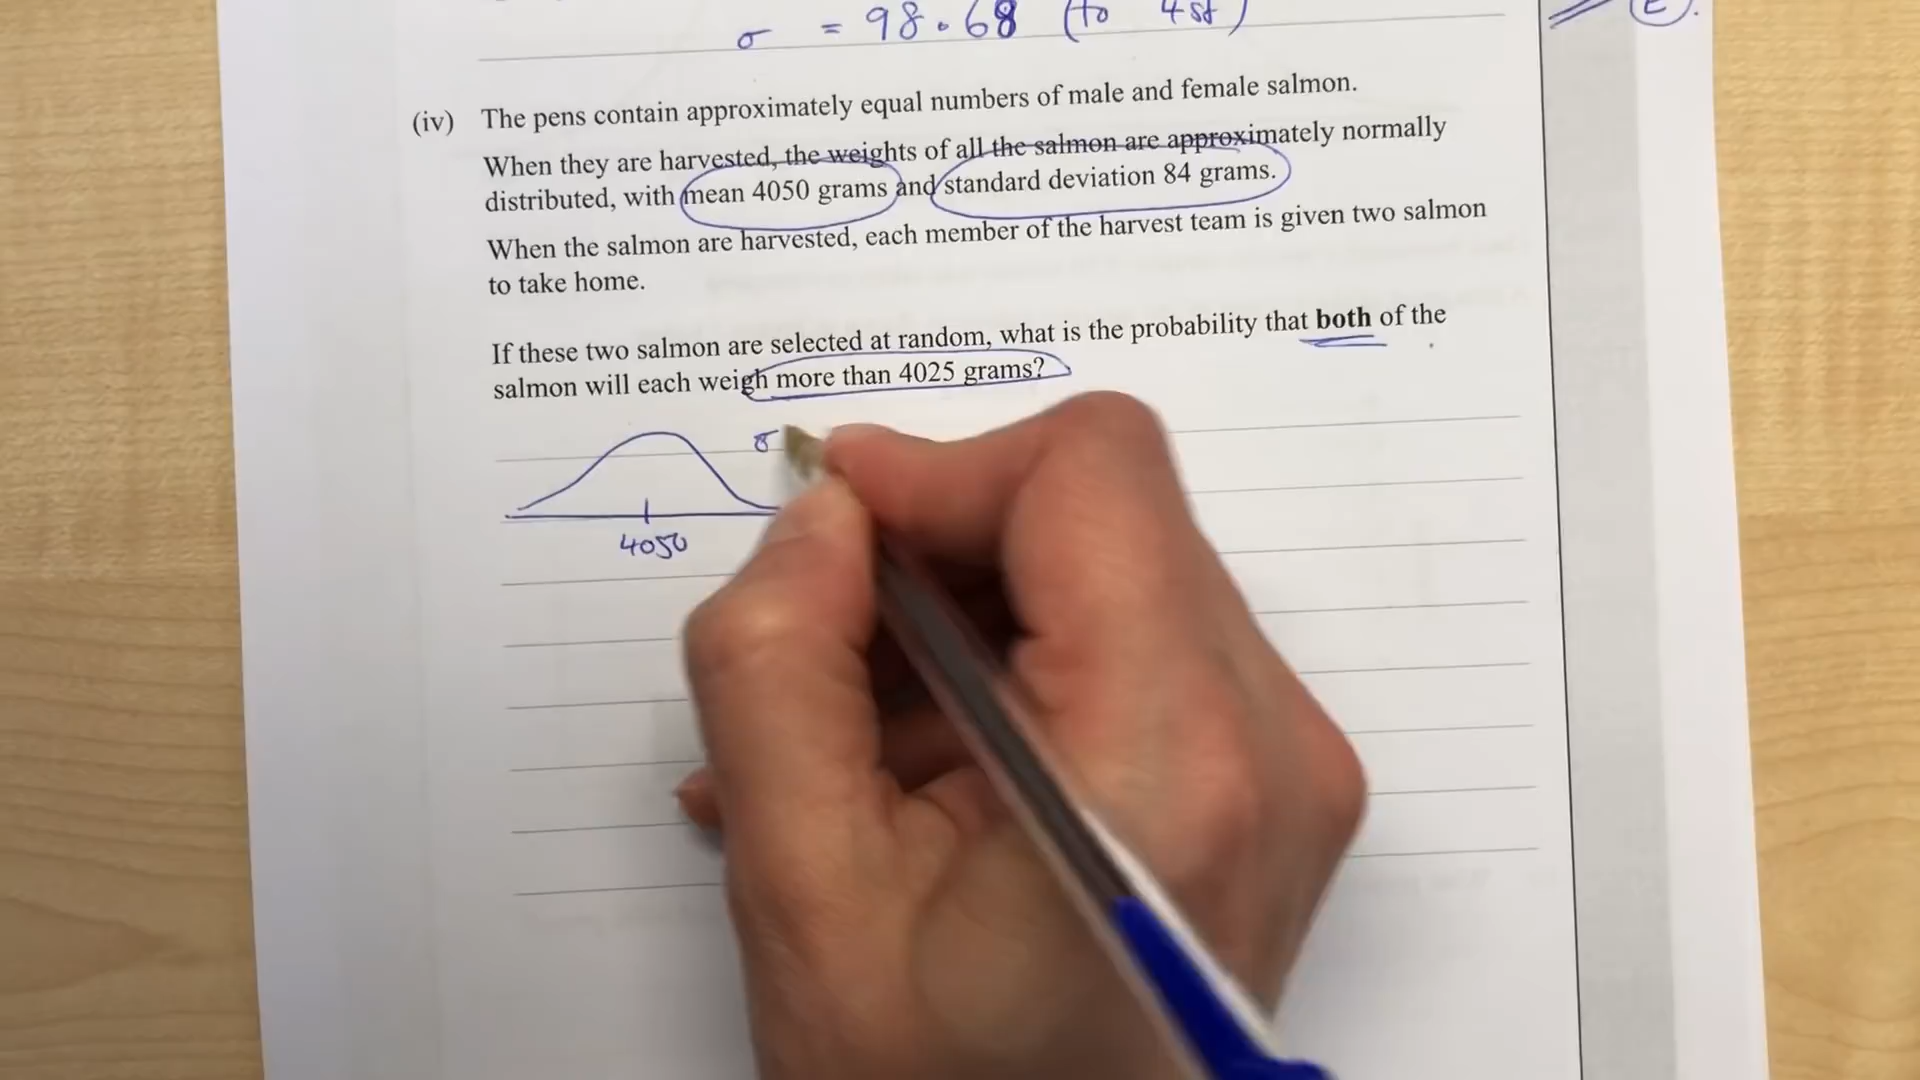 σ = 98.68 (to 4sf)
E.
(iv) The pens contain approximately equal numbers of male and female salmon.
When they are harvested, the weights of all the salmon are approximately normally
distributed, with mean 4050 grams and standard deviation 84 grams.
When the salmon are harvested, each member of the harvest team is given two salmon
to take home.
If these two salmon are selected at random, what is the probability that both of the
salmon will each weigh more than 4025 grams?
σ
4050